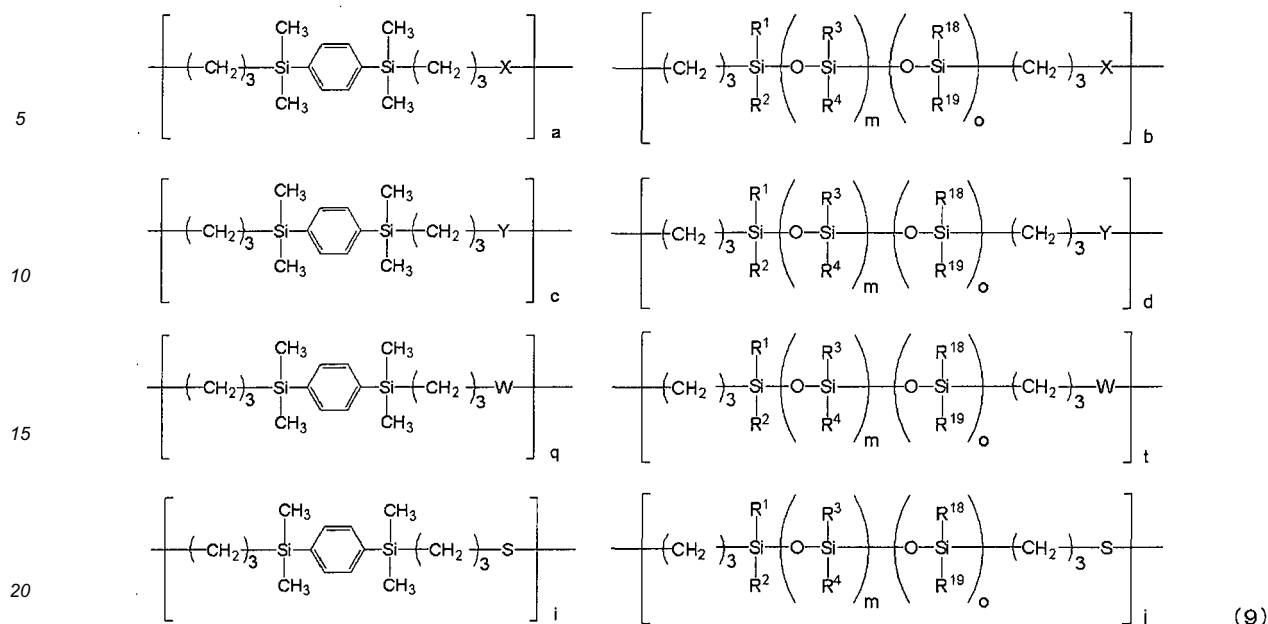 CH₃ CH₃ R¹ R³ R¹⁸
(CH₂)₃ Si Si (CH₂)₃ X (CH₂)₃ Si O Si O Si (CH₂)₃ X
CH₃ CH₃ R² R⁴ R¹⁹
5 a m o b
CH₃ CH₃ R¹ R³ R¹⁸
(CH₂)₃ Si Si (CH₂)₃ Y (CH₂)₃ Si O Si O Si (CH₂)₃ Y
10 CH₃ CH₃ R² R⁴ R¹⁹
c m o d
CH₃ CH₃ R¹ R³ R¹⁸
(CH₂)₃ Si Si (CH₂)₃ W (CH₂)₃ Si O Si O Si (CH₂)₃ W
15 CH₃ CH₃ R² R⁴ R¹⁹
q m o t
CH₃ CH₃ R¹ R³ R¹⁸
(CH₂)₃ Si Si (CH₂)₃ S (CH₂)₃ Si O Si O Si (CH₂)₃ S
20 CH₃ CH₃ R² R⁴ R¹⁹
i m o j (9)